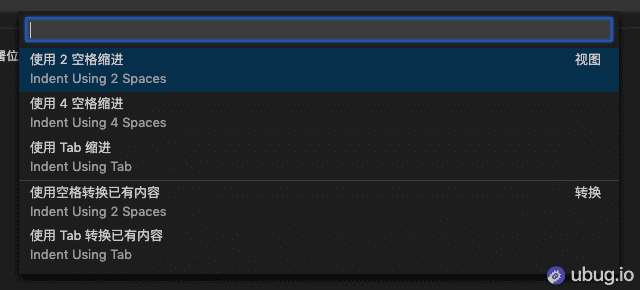 署位
使用 2 空格缩进 视图
Indent Using 2 Spaces
使用 4 空格缩进
Indent Using 4 Spaces
使用 Tab 缩进
Indent Using Tab
使用空格转换已有内容 转换
Indent Using 2 Spaces
使用 Tab 转换已有内容
Indent Using Tab
ubug.io